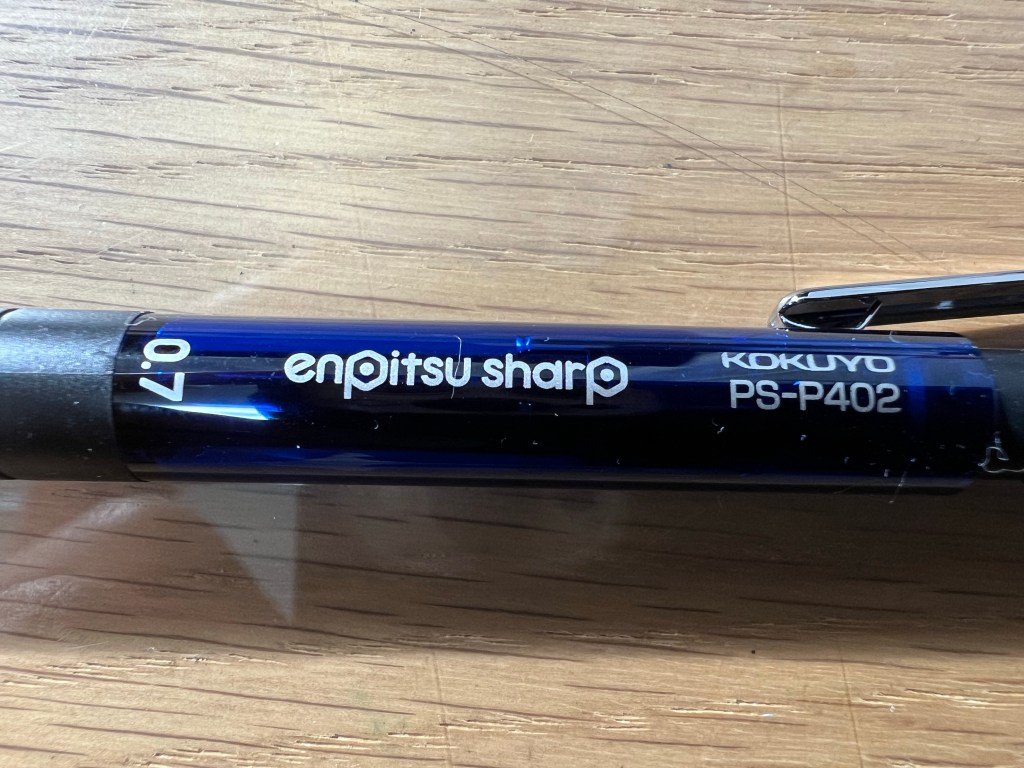 0.7
enpitsu sharp
KOKUYO
PS-P402